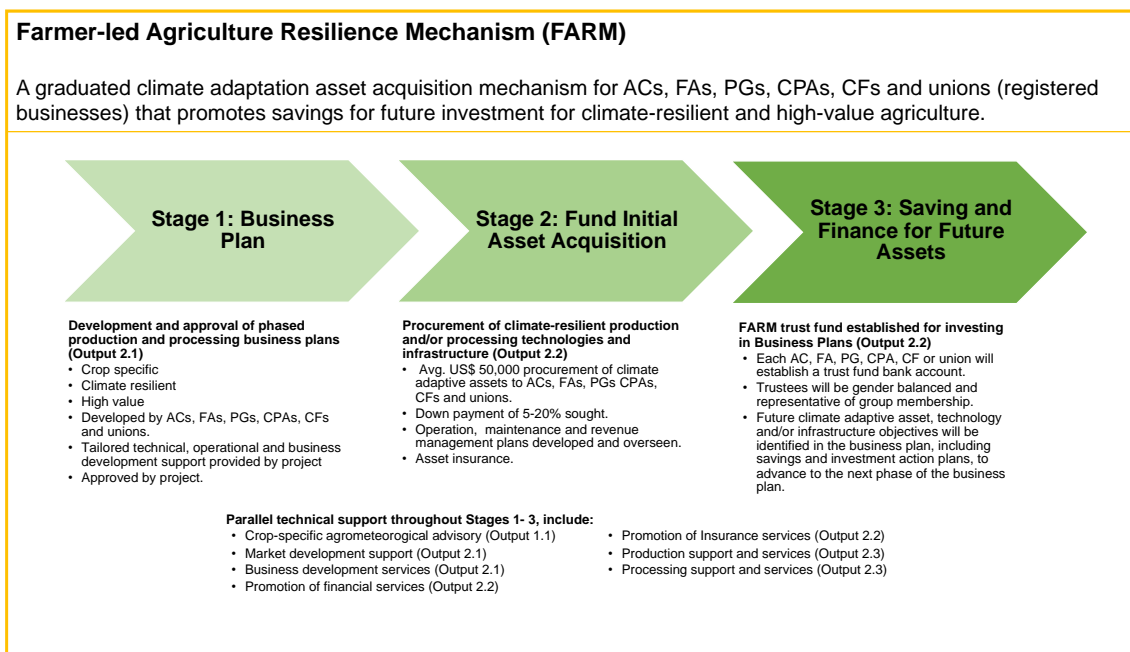 Farmer-led Agriculture Resilience Mechanism (FARM)
A graduated climate adaptation asset acquisition mechanism for ACs, FAs, PGs, CPAs, CFs and unions (registered
businesses) that promotes savings for future investment for climate-resilient and high-value agriculture.
Stage 1: Business
Plan
Stage 2: Fund Initial
Asset Acquisition
Stage 3: Saving and
Finance for Future
Assets
Development and approval of phased
production and processing business plans
(Output 2.1)
• Crop specific
• Climate resilient
• High value
• Developed by ACs, FAs, PGs, CPAs, CFs
and unions.
• Tailored technical, operational and business
development support provided by project
• Approved by project.
Procurement of climate-resilient production
and/or processing technologies and
infrastructure (Output 2.2)
• Avg. US$ 50,000 procurement of climate
adaptive assets to ACs, FAs, PGs CPAs,
CFs and unions.
• Down payment of 5-20% sought.
• Operation, maintenance and revenue
management plans developed and overseen.
• Asset insurance.
FARM trust fund established for investing
in Business Plans (Output 2.2)
• Each AC, FA, PG, CPA, CF or union will
establish a trust fund bank account.
• Trustees will be gender balanced and
representative of group membership.
• Future climate adaptive asset, technology
and/or infrastructure objectives will be
identified in the business plan, including
savings and investment action plans, to
advance to the next phase of the business
plan.
Parallel technical support throughout Stages 1- 3, include:
• Crop-specific agrometeorogical advisory (Output 1.1)
• Market development support (Output 2.1)
• Business development services (Output 2.1)
• Promotion of financial services (Output 2.2)
• Promotion of Insurance services (Output 2.2)
• Production support and services (Output 2.3)
• Processing support and services (Output 2.3)